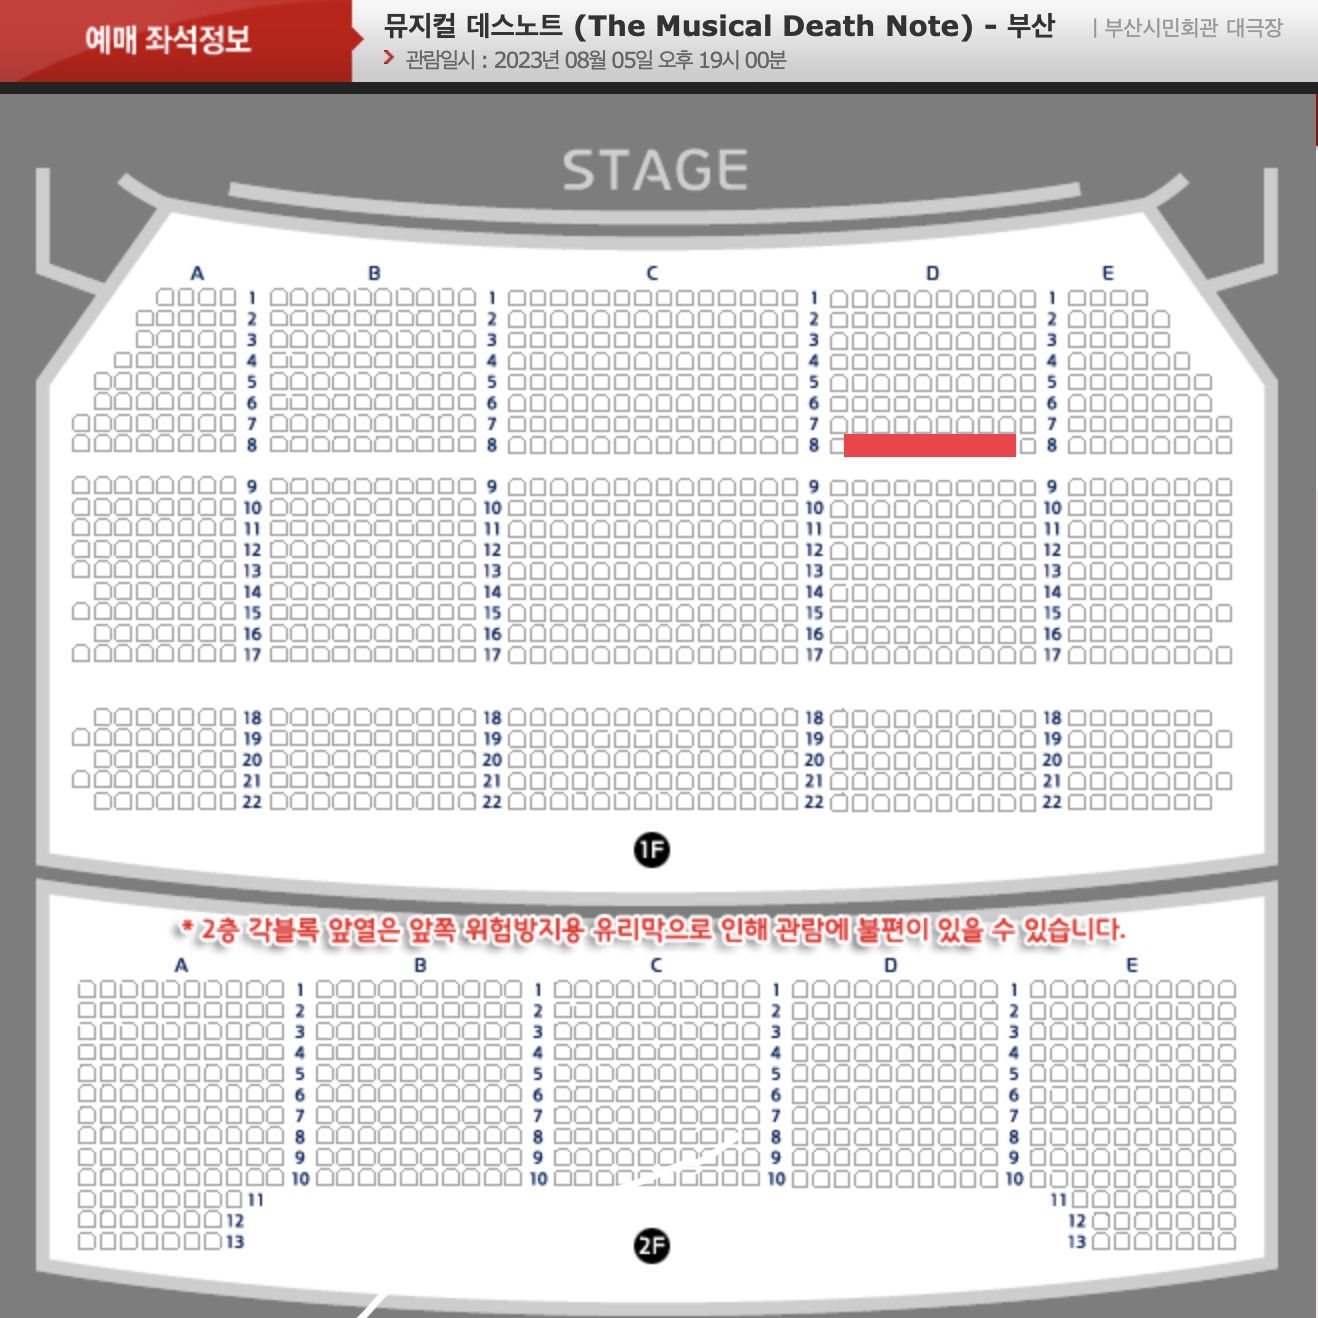 예매 좌석정보
뮤지컬 데스노트 (The Musical Death Note) - 부산 | 부산시민회관 대극장
관람일시 : 2023년 08월 05일 오후 19시 00분
STAGE
A B C D E
1 1 1 1
2 2 2 2
3 3 3 3
4 4 4 4
5 5 5 5
6 6 6 6
7 7 7 7
8 8 8 8
9 9 9 9
10 10 10 10
11 11 11 11
12 12 12 12
13 13 13 13
14 14 14 14
15 15 15 15
16 16 16 16
17 17 17 17
18 18 18 18
19 19 19 19
20 20 20 20
21 21 21 21
22 22 22 22
1F
* 2층 각블록 앞열은 앞쪽 위험방지용 유리막으로 인해 관람에 불편이 있을 수 있습니다.
A B C D E
1 1 1 1
2 2 2 2
3 3 3 3
4 4 4 4
5 5 5 5
6 6 6 6
7 7 7 7
8 8 8 8
9 9 9 9
10 10 10 10
11 11
12 12
13 13
2F